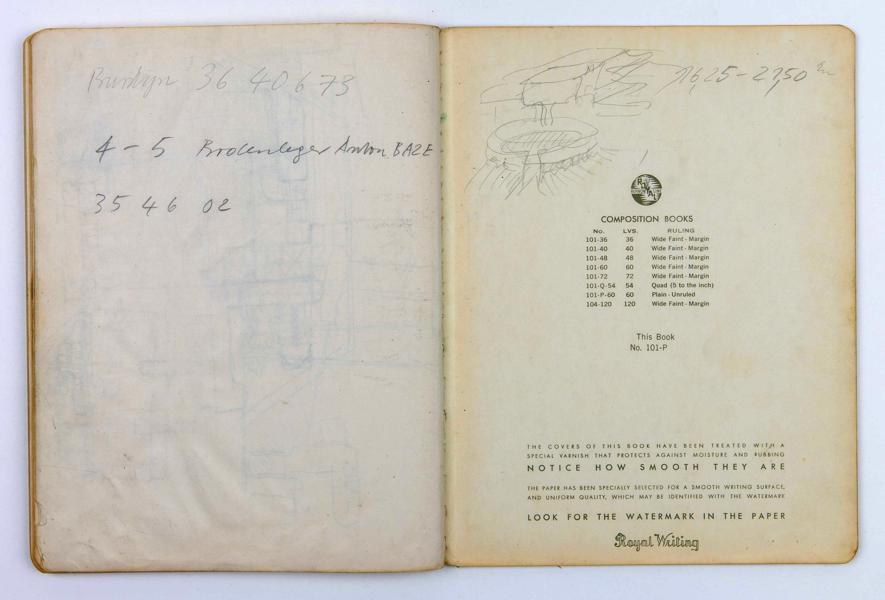 36 40 6 73
4 - 5 Bodenleger Anton BAZE
35 46 02
16,25 - 27,50
ROYAL
COMPOSITION BOOKS
No. LVS. RULING
101-36 36 Wide Faint - Margin
101-40 40 Wide Faint - Margin
101-48 48 Wide Faint - Margin
101-60 60 Wide Faint - Margin
101-72 72 Wide Faint - Margin
101-Q-54 54 Quad (5 to the inch)
101-P-60 60 Plain - Unruled
104-120 120 Wide Faint - Margin
This Book
No. 101-P
THE COVERS OF THIS BOOK HAVE BEEN TREATED WITH A
SPECIAL VARNISH THAT PROTECTS AGAINST MOISTURE AND RUBBING
NOTICE HOW SMOOTH THEY ARE
THE PAPER HAS BEEN SPECIALLY SELECTED FOR A SMOOTH WRITING SURFACE,
AND UNIFORM QUALITY, WHICH MAY BE IDENTIFIED WITH THE WATERMARK
LOOK FOR THE WATERMARK IN THE PAPER
Royal Writing